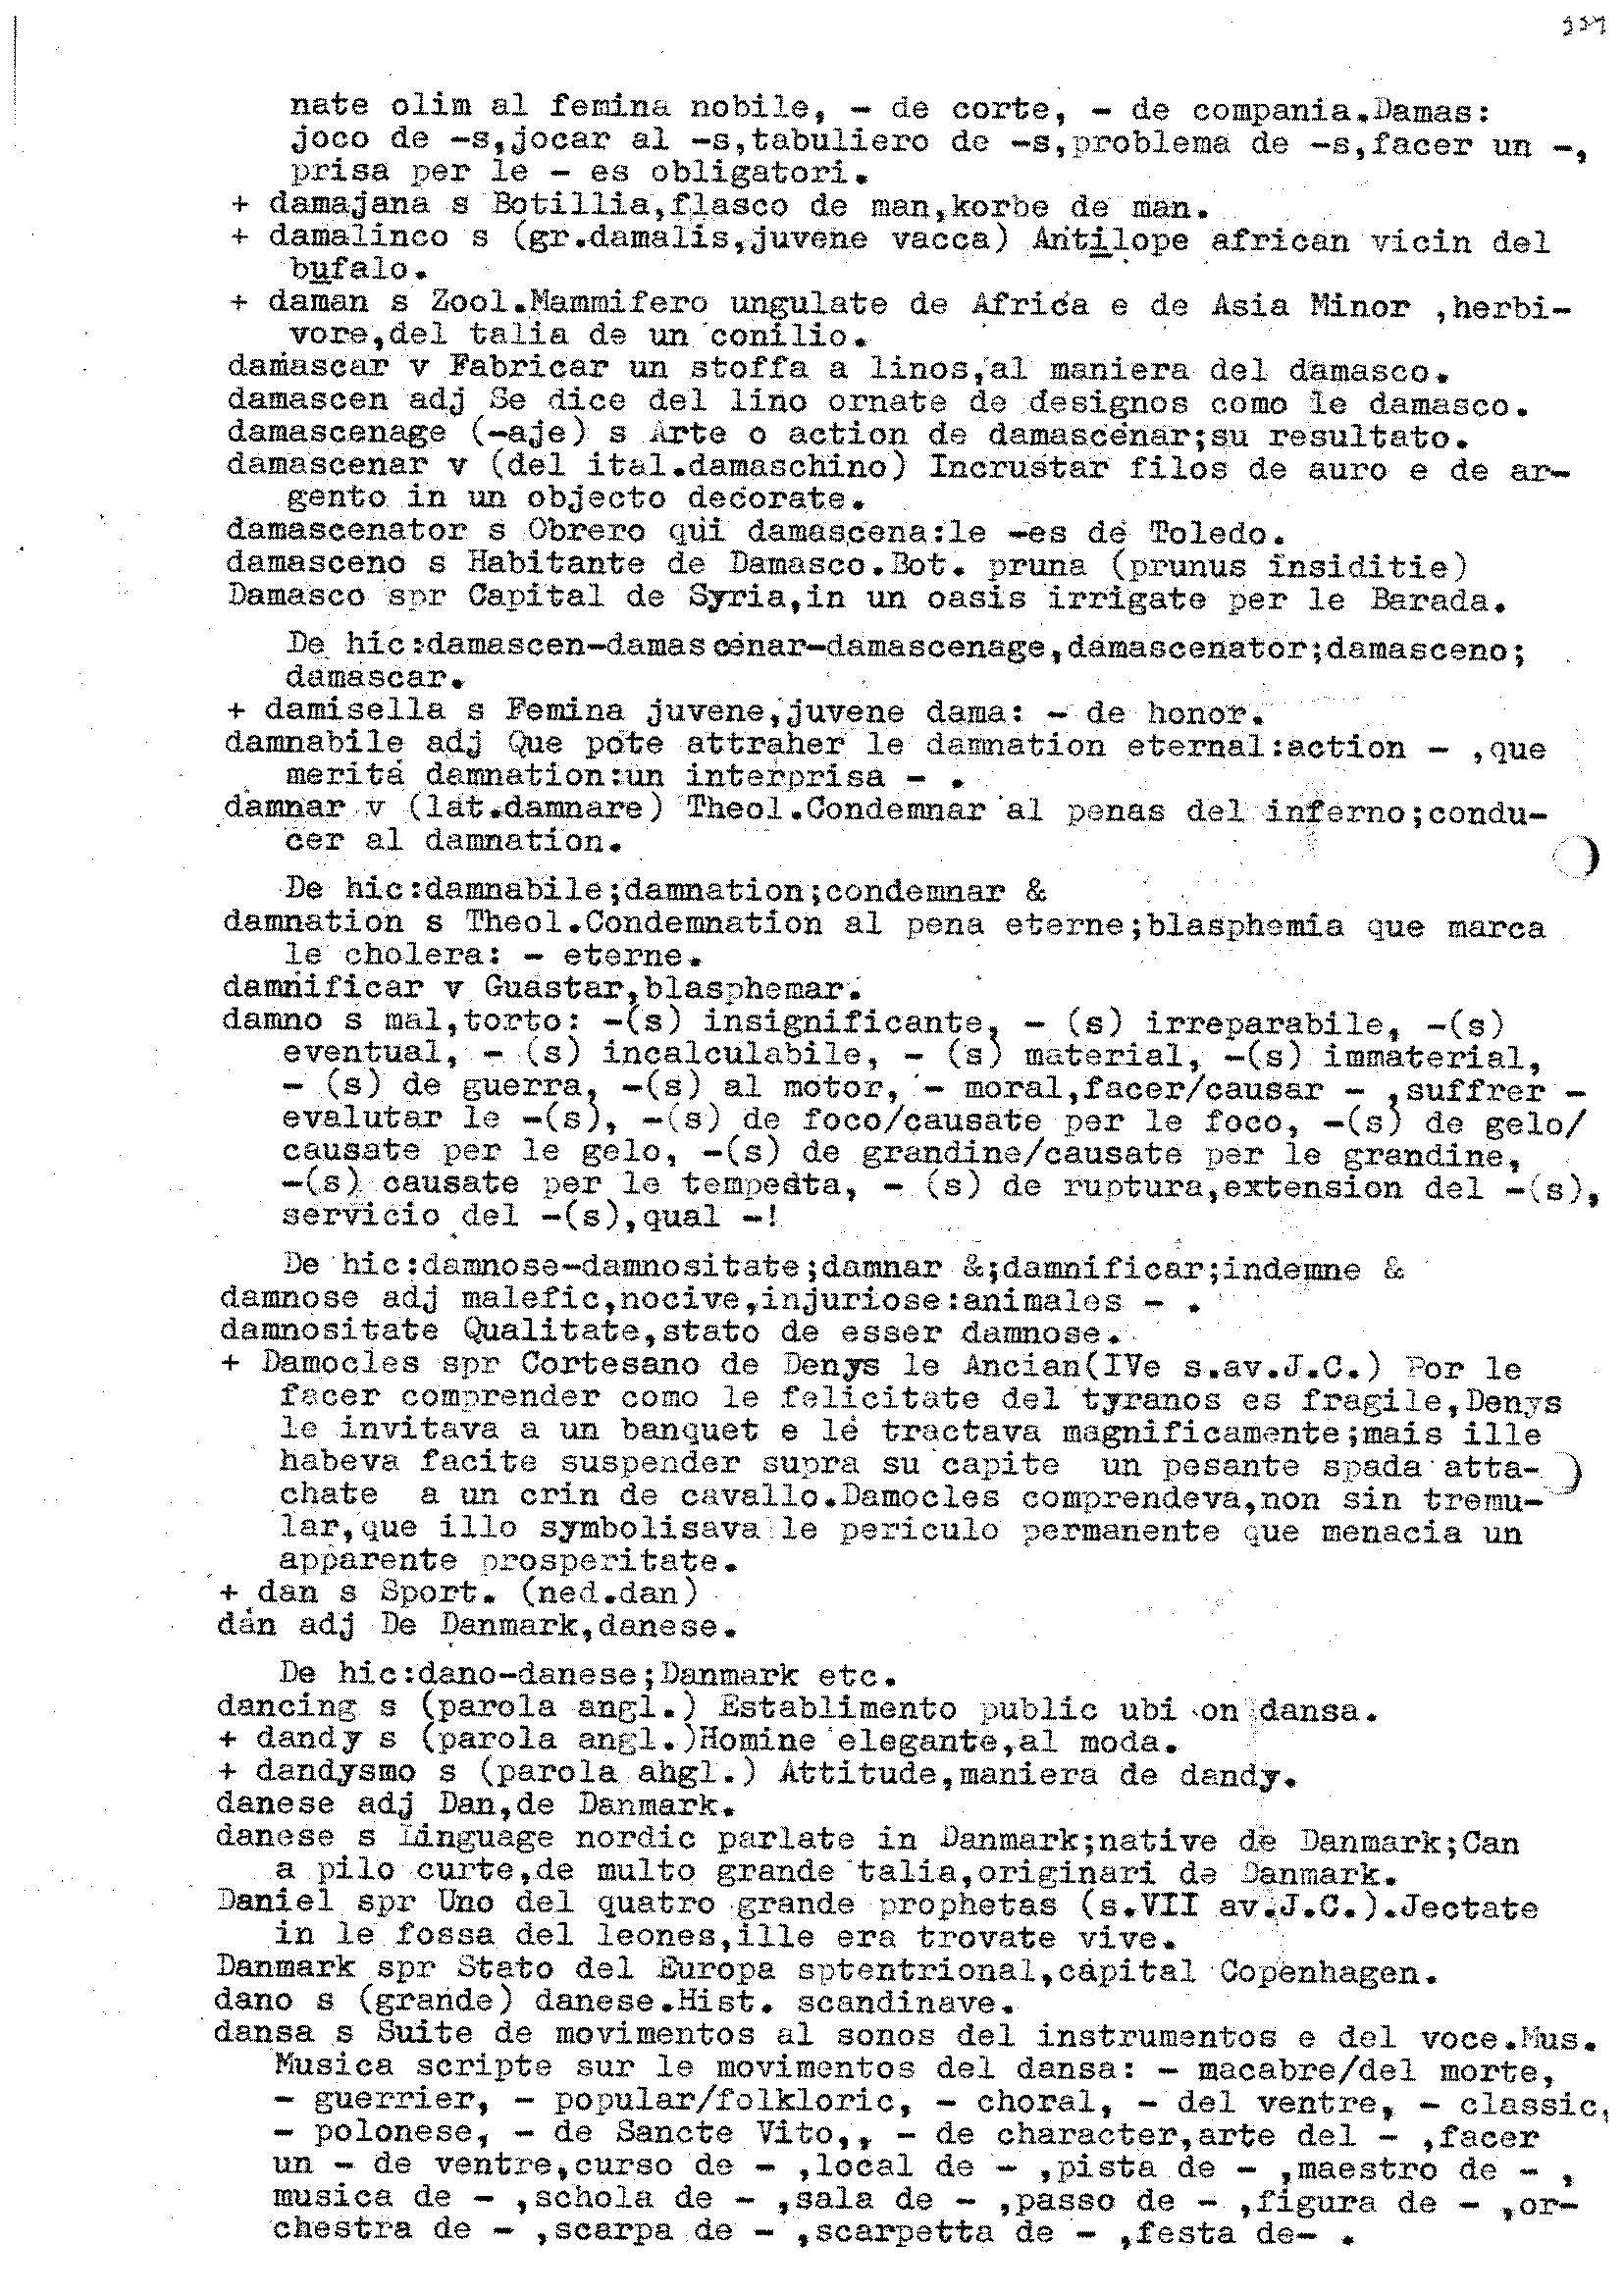 nate olim al femina nobile, - de corte, - de compania.Damas:
joco de -s,jocar al -s,tabuliero de -s,problema de -s,facer un -,
prisa per le - es obligatori.
+ damajana s Botillia,flasco de man,korbe de man.
+ damalinco s (gr.damalis,juvene vacca) Antilope african vicin del
bufalo.
+ daman s Zool.Mammifero ungulate de Africa e de Asia Minor ,herbi-
vore,del talia de un conilio.
damascar v Fabricar un stoffa a linos,al maniera del damasco.
damascen adj Se dice del lino ornate de designos como le damasco.
damascenage (-aje) s Arte o action de damascenar;su resultato.
damascenar v (del ital.damaschino) Incrustar filos de auro e de ar-
gento in un objecto decorate.
damascenator s Obrero qui damascena:le -es de Toledo.
damasceno s Habitante de Damasco.Bot. pruna (prunus insiditie)
Damasco spr Capital de Syria,in un oasis irrigate per le Barada.
De hic:damascen-damascenar-damascenage,damascenator;damasceno;
damascar.
+ damisella s Femina juvene,juvene dama: - de honor.
damnabile adj Que pote attraher le damnation eternal:action - ,que
merita damnation:un interprisa - .
damnar v (lat.damnare) Theol.Condemnar al penas del inferno;condu-
cer al damnation.
De hic:damnabile;damnation;condemnar &
damnation s Theol.Condemnation al pena eterne;blasphemia que marca
le cholera: - eterne.
damnificar v Guastar,blasphemar.
damno s mal,torto: -(s) insignificante, - (s) irreparabile, -(s)
eventual, - (s) incalculabile, - (s) material, -(s) immaterial,
- (s) de guerra, -(s) al motor, - moral,facer/causar - ,suffrer -
evalutar le -(s), -(s) de foco/causate per le foco, -(s) de gelo/
causate per le gelo, -(s) de grandine/causate per le grandine,
-(s) causate per le tempesta, - (s) de ruptura,extension del -(s),
servicio del -(s),qual -!
De hic:damnose-damnositate;damnar &;damnificar;indemne &
damnose adj malefic,nocive,injuriose:animales - .
damnositate Qualitate,stato de esser damnose.
+ Damocles spr Cortesano de Denys le Ancian(IVe s.av.J.C.) Por le
facer comprender como le felicitate del tyranos es fragile,Denys
le invitava a un banquet e le tractava magnificamente;mais ille
habeva facite suspender supra su capite un pesante spada atta-
chate a un crin de cavallo.Damocles comprendeva,non sin tremu-
lar,que illo symbolisava le periculo permanente que menacia un
apparente prosperitate.
+ dan s Sport. (ned.dan)
dan adj De Danmark,danese.
De hic:dano-danese;Danmark etc.
dancing s (parola angl.) Establimento public ubi on dansa.
+ dandy s (parola angl.)Homine elegante,al moda.
+ dandysmo s (parola ahgl.) Attitude,maniera de dandy.
danese adj Dan,de Danmark.
danese s Linguage nordic parlate in Danmark;native de Danmark;Can
a pilo curte,de multo grande talia,originari de Danmark.
Daniel spr Uno del quatro grande prophetas (s.VII av.J.C.).Jectate
in le fossa del leones,ille era trovate vive.
Danmark spr Stato del Europa sptentrional,capital Copenhagen.
dano s (grande) danese.Hist. scandinave.
dansa s Suite de movimentos al sonos del instrumentos e del voce.Mus.
Musica scripte sur le movimentos del dansa: - macabre/del morte,
- guerrier, - popular/folkloric, - choral, - del ventre, - classic,
- polonese, - de Sancte Vito,, - de character,arte del - ,facer
un - de ventre,curso de - ,local de - ,pista de - ,maestro de - ,
musica de - ,schola de - ,sala de - ,passo de - ,figura de - ,or-
chestra de - ,scarpa de - ,scarpetta de - ,festa de- .